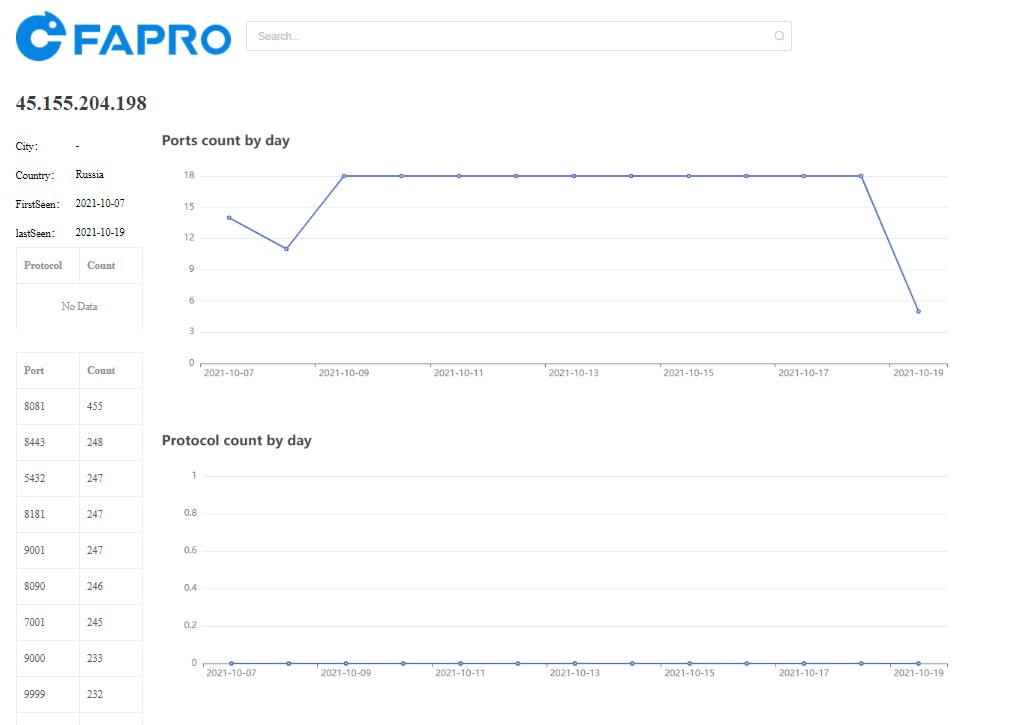 FAPRO
Search...
45.155.204.198
City: -
Country: Russia
FirstSeen: 2021-10-07
lastSeen: 2021-10-19
Protocol Count
No Data
Port Count
8081 455
8443 248
5432 247
8181 247
9001 247
8090 246
7001 245
9000 233
9999 232
Ports count by day
18
15
12
9
6
3
0
2021-10-07 2021-10-09 2021-10-11 2021-10-13 2021-10-15 2021-10-17 2021-10-19
Protocol count by day
1
0.8
0.6
0.4
0.2
0
2021-10-07 2021-10-09 2021-10-11 2021-10-13 2021-10-15 2021-10-17 2021-10-19